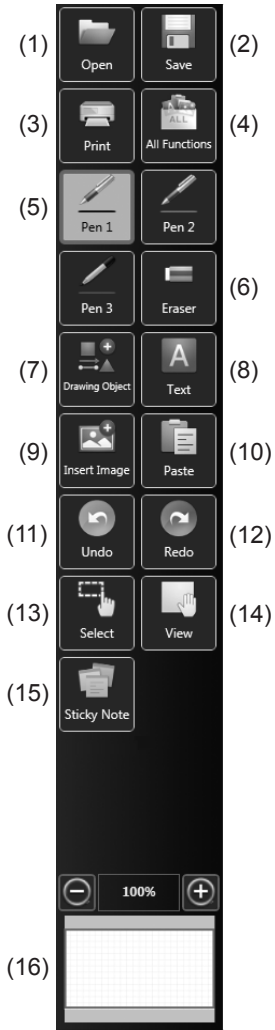 (1) Open Save (2)
(3) Print ALL All Functions (4)
(5) Pen 1 Pen 2
Pen 3 Eraser (6)
(7) Drawing Object A Text (8)
(9) Insert Image Paste (10)
(11) Undo Redo (12)
(13) Select View (14)
(15) Sticky Note
100%
(16)